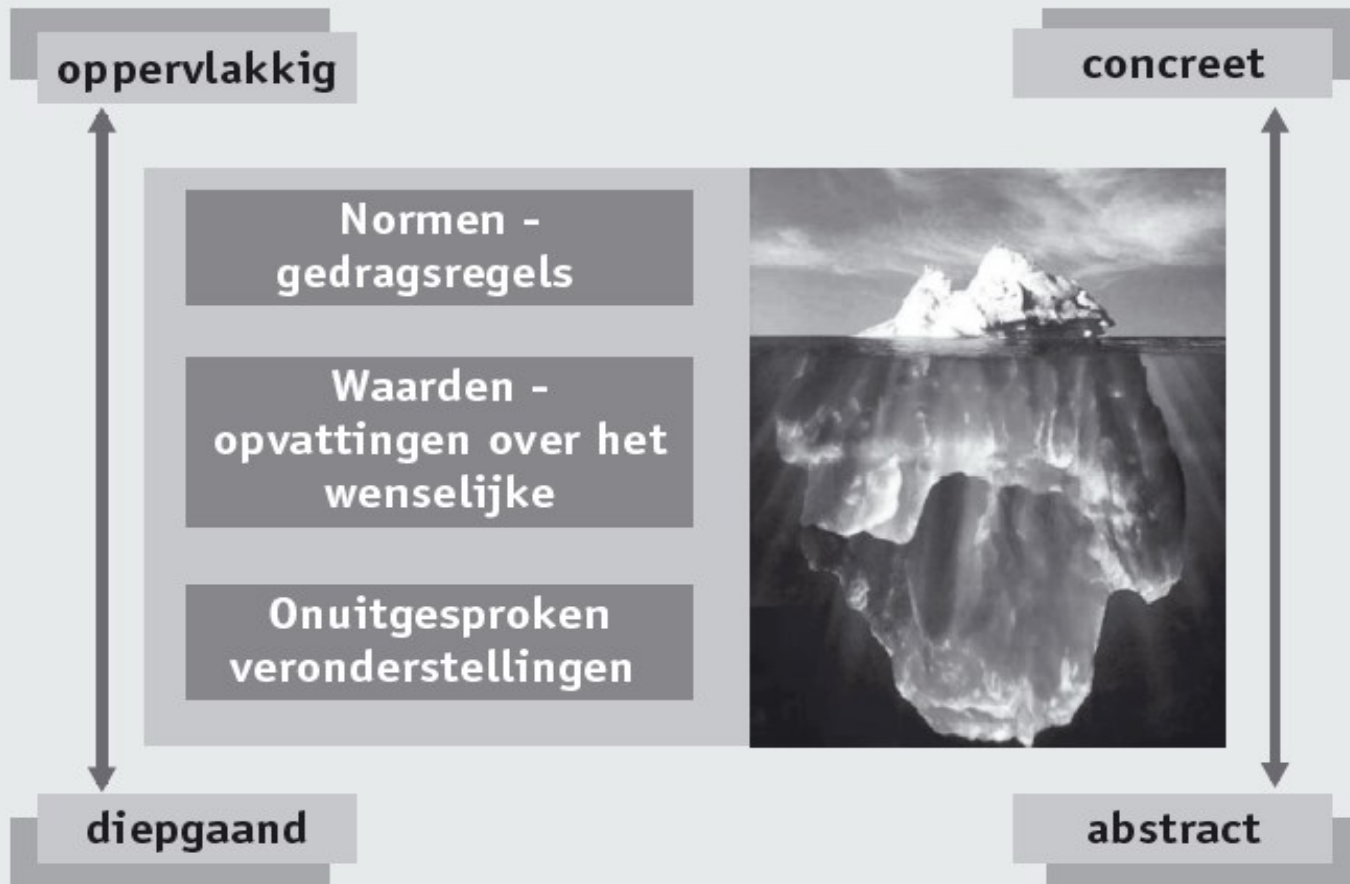 oppervlakkig
concreet
Normen -
gedragsregels
Waarden -
opvattingen over het
wenselijke
Onuitgesproken
veronderstellingen
diepgaand
abstract